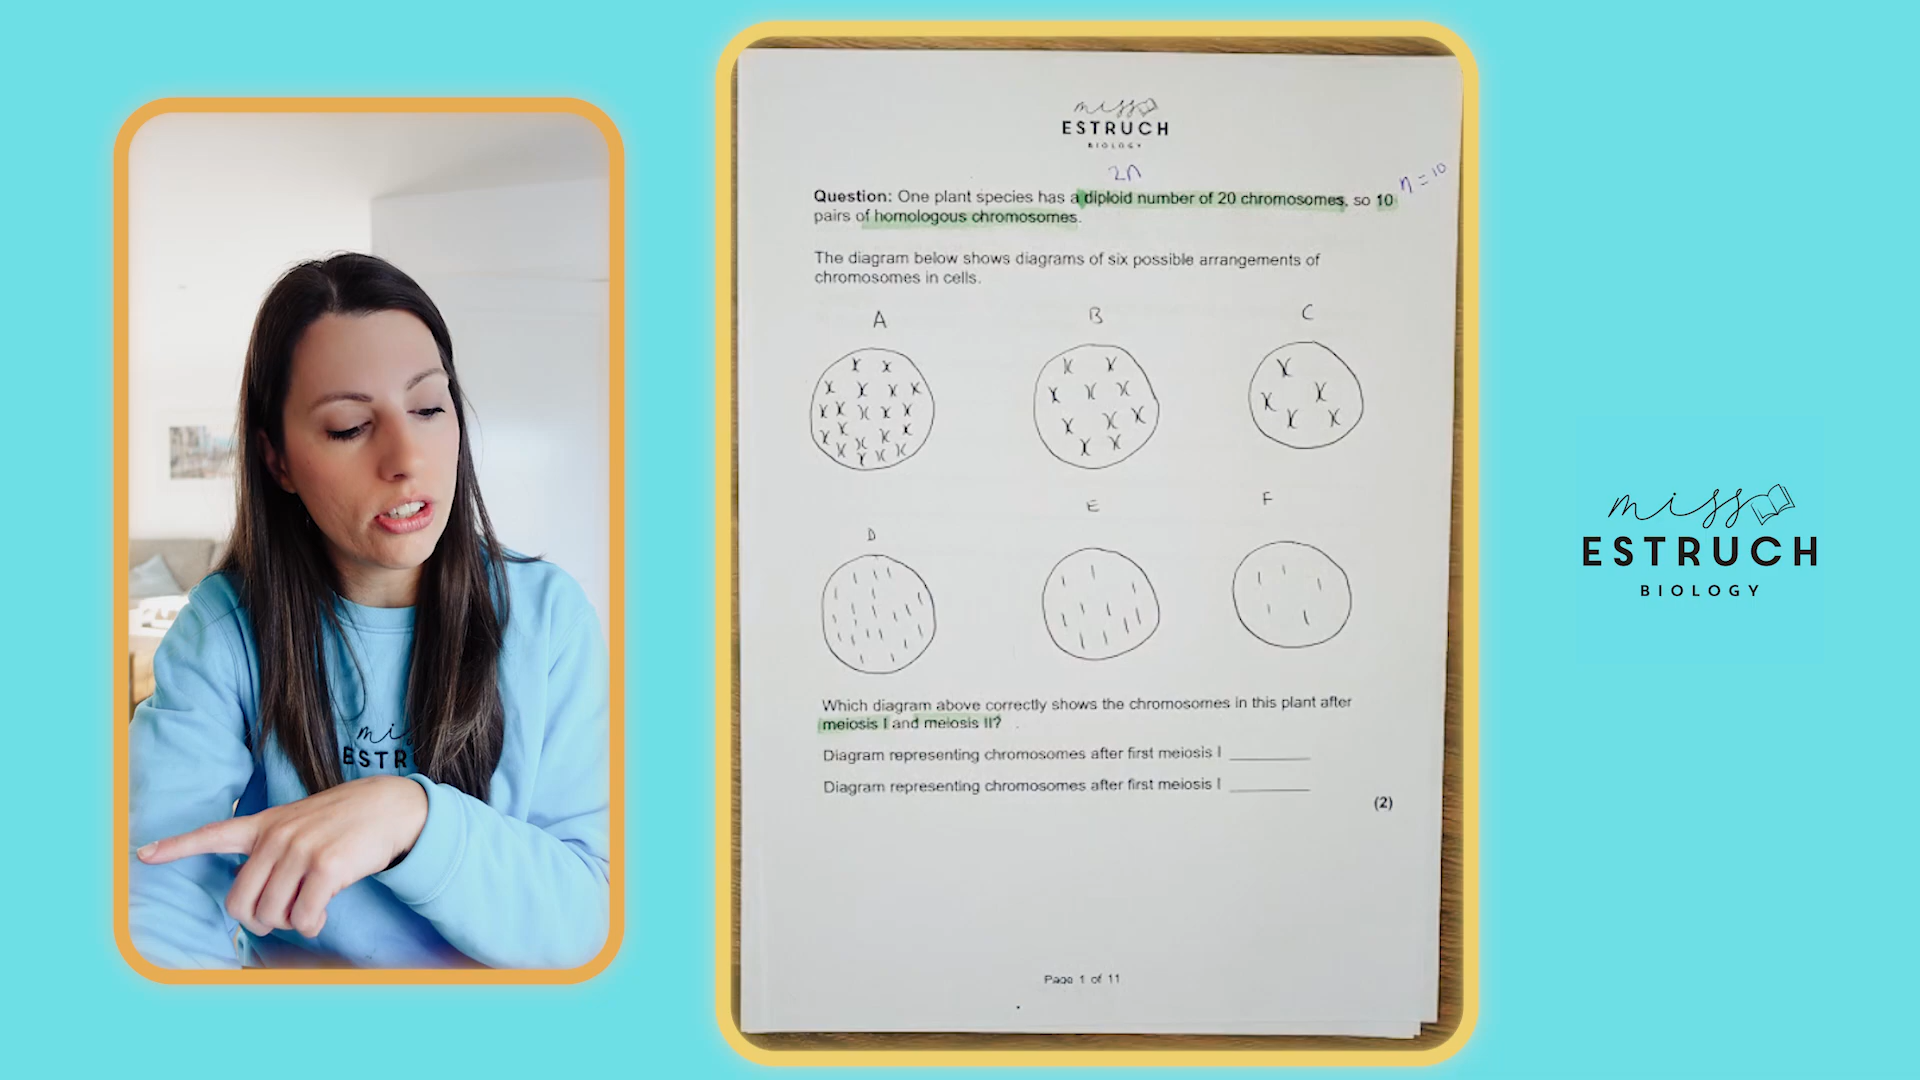 miss
ESTRUCH
BIOLOGY
2n
n = 10
Question: One plant species has a diploid number of 20 chromosomes, so 10
pairs of homologous chromosomes.
The diagram below shows diagrams of six possible arrangements of
chromosomes in cells.
A B C
D E F
Which diagram above correctly shows the chromosomes in this plant after
meiosis I and meiosis II?
Diagram representing chromosomes after first meiosis I
Diagram representing chromosomes after first meiosis I
(2)
Page 1 of 11
miss
ESTR
miss
ESTRUCH
BIOLOGY